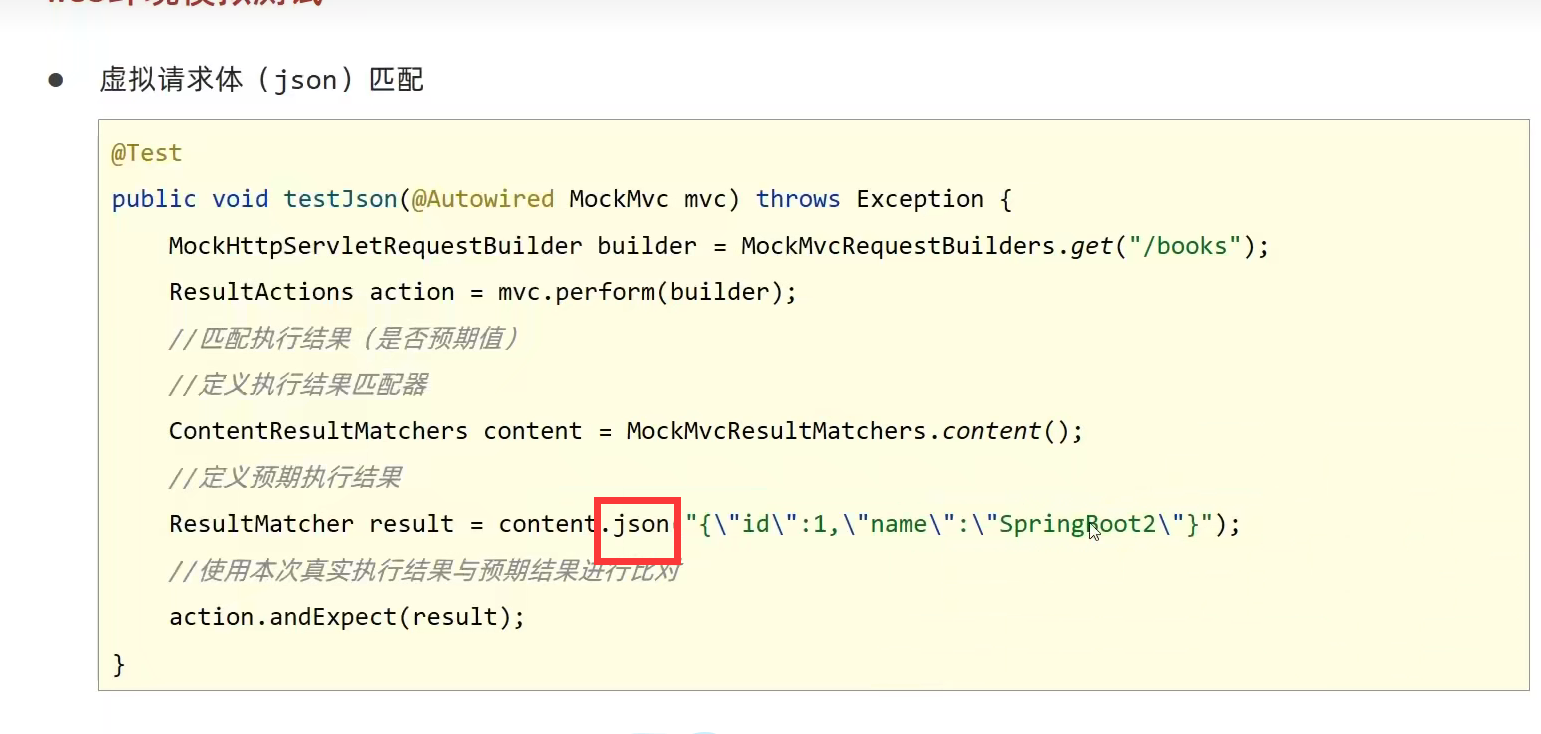 虚拟请求体（json）匹配
@Test
public void testJson(@Autowired MockMvc mvc) throws Exception {
MockHttpServletRequestBuilder builder = MockMvcRequestBuilders.get("/books");
ResultActions action = mvc.perform(builder);
//匹配执行结果（是否预期值）
//定义执行结果匹配器
ContentResultMatchers content = MockMvcResultMatchers.content();
//定义预期执行结果
ResultMatcher result = content.json("{\"id\":1,\"name\":\"SpringBoot2\"}");
//使用本次真实执行结果与预期结果进行比对
action.andExpect(result);
}